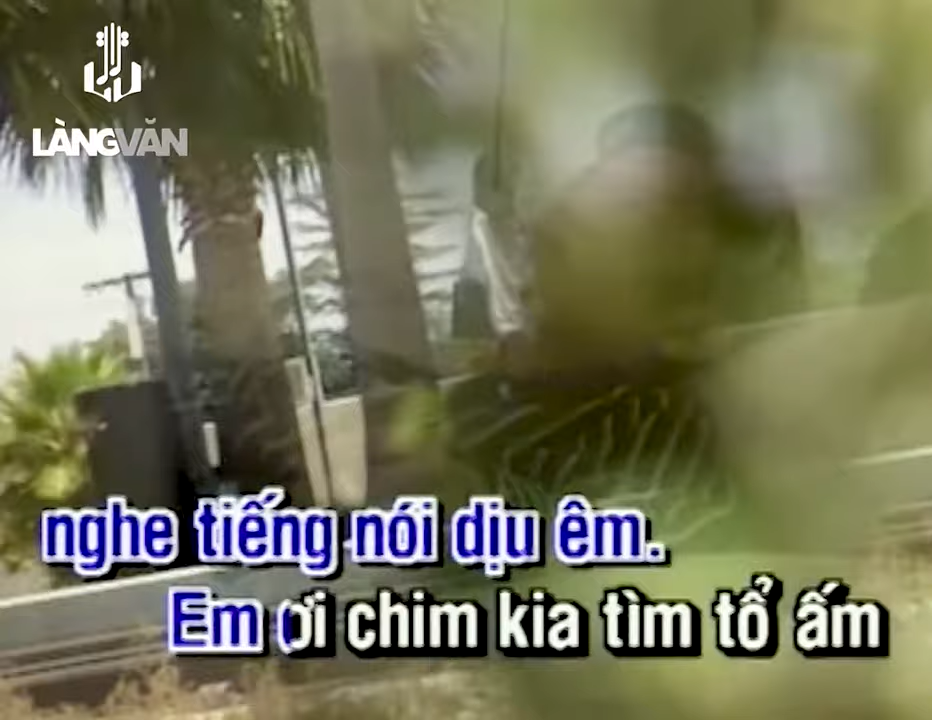 LÀNGVĂN
nghe tiếng nói dịu êm.
Em ơi chim kia tìm tổ ấm